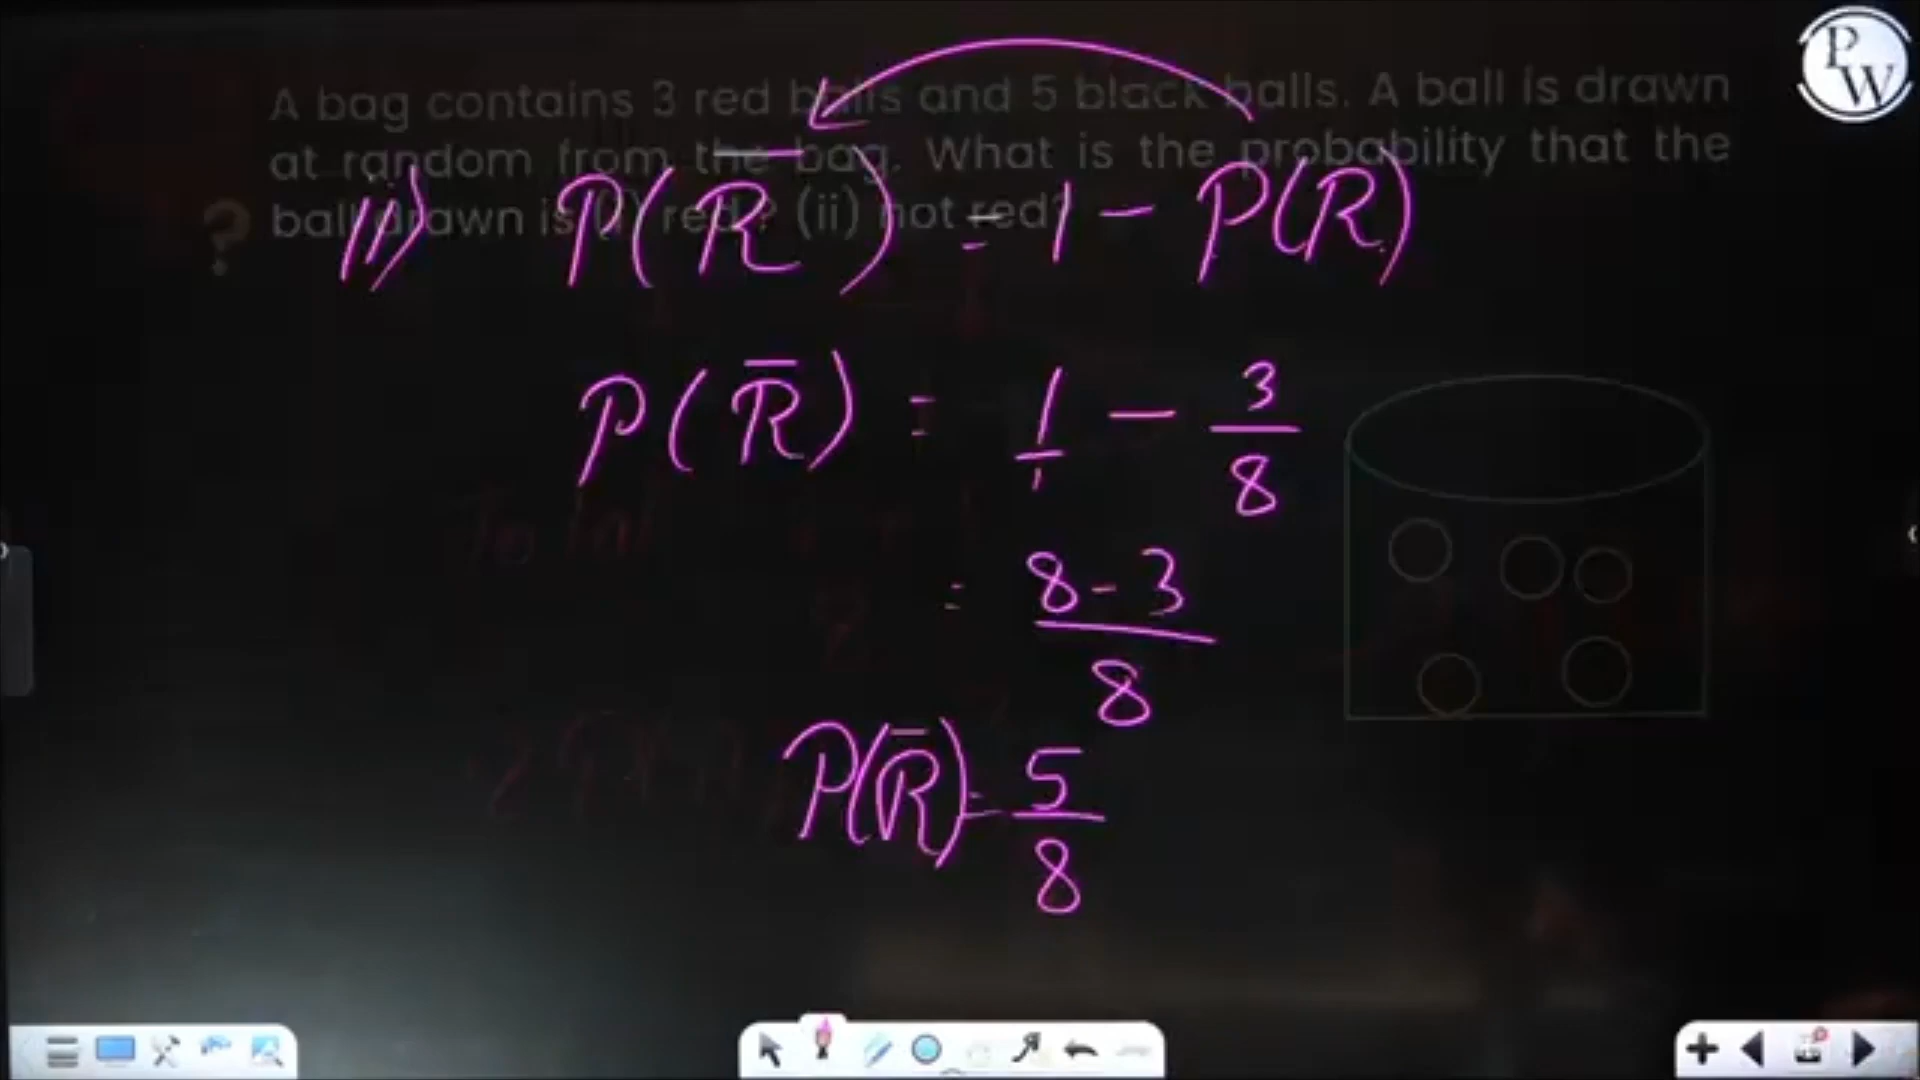 PW
A bag contains 3 red balls and 5 black balls. A ball is drawn
at random from the bag. What is the probability that the
ball drawn is (i) red? (ii) not red?
ii) P(R̅) = 1 - P(R)
P(R̅) = 1/1 - 3/8
= 8-3/8
P(R̅) = 5/8